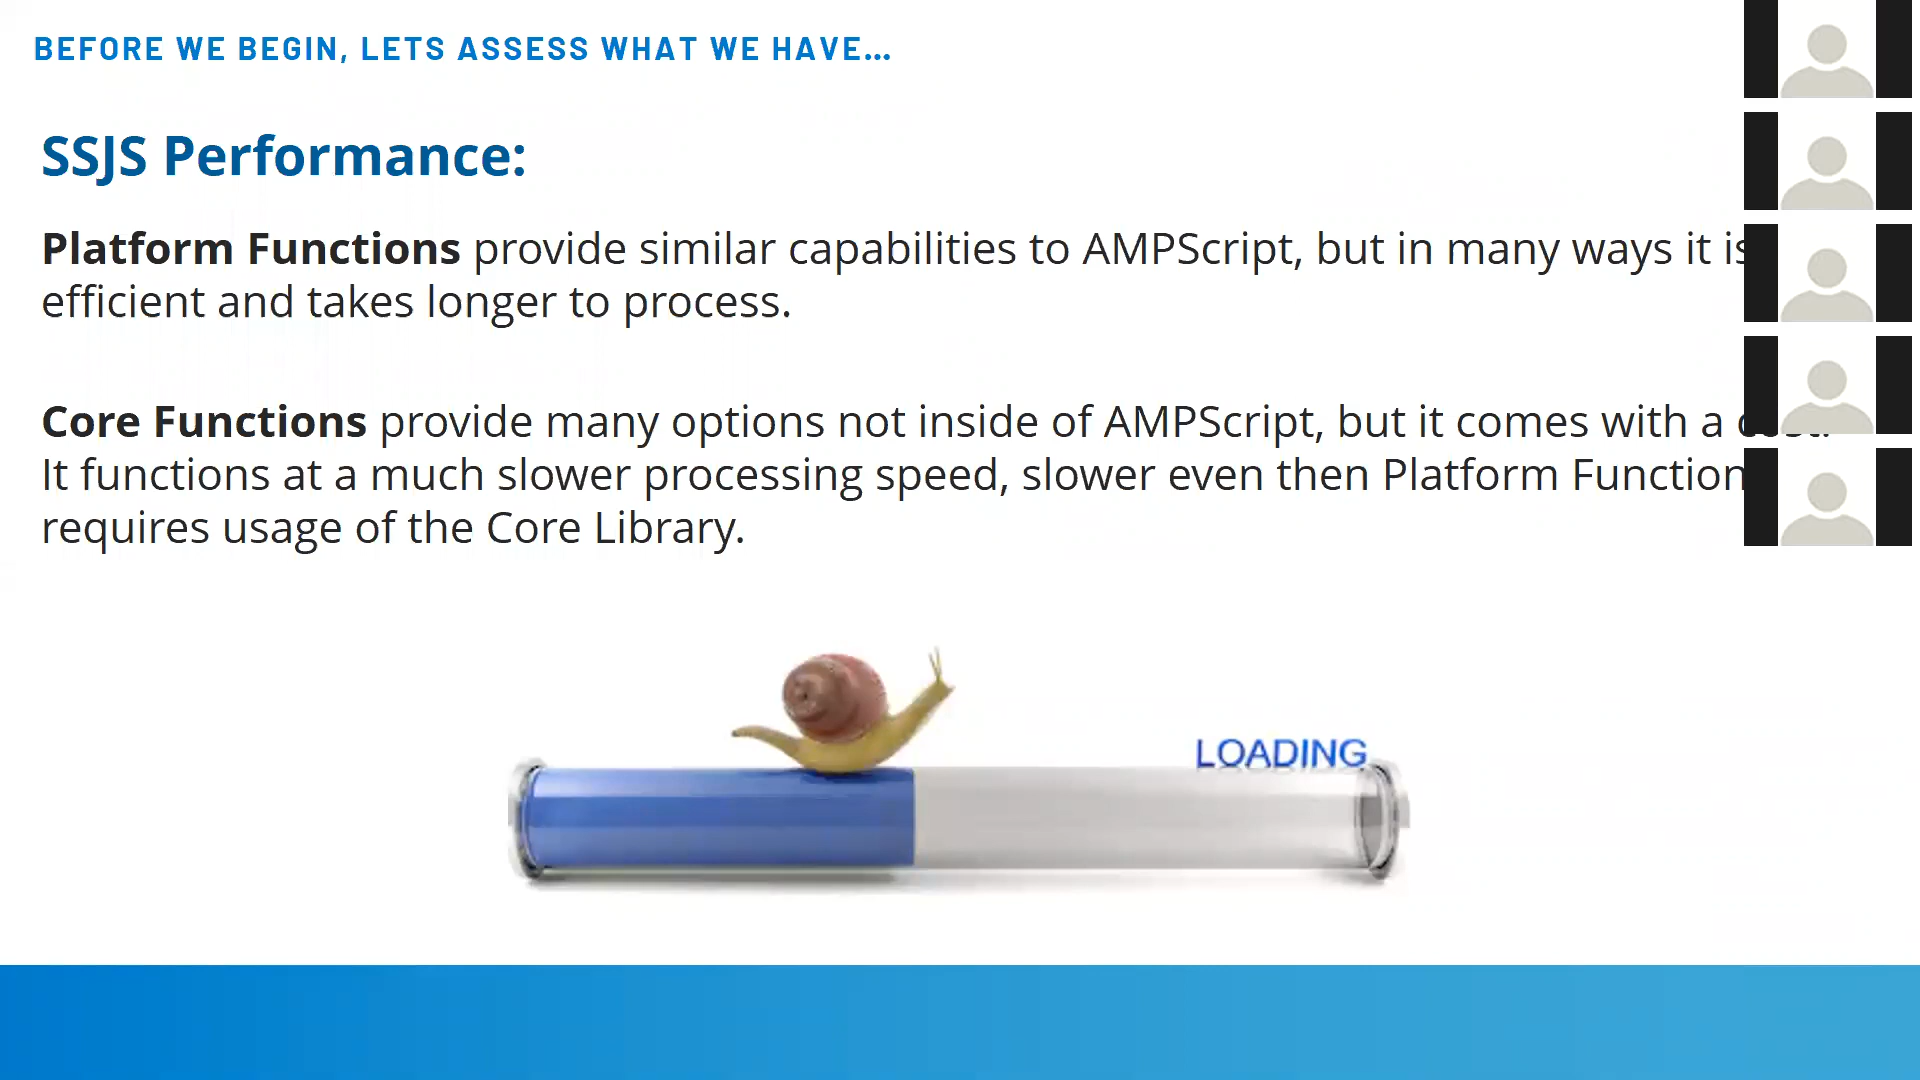 BEFORE WE BEGIN, LETS ASSESS WHAT WE HAVE...
SSJS Performance:
Platform Functions provide similar capabilities to AMPScript, but in many ways it is
efficient and takes longer to process.
Core Functions provide many options not inside of AMPScript, but it comes with a
It functions at a much slower processing speed, slower even then Platform Function
requires usage of the Core Library.
LOADING